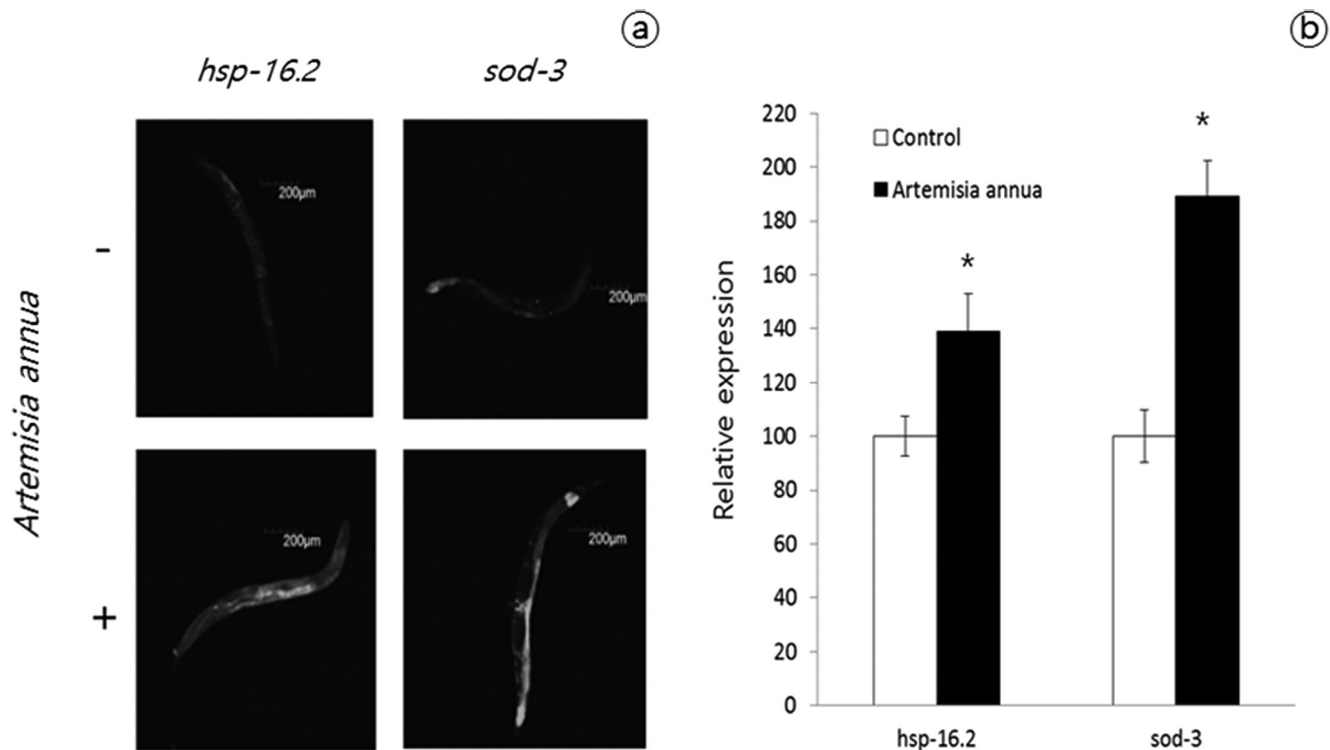 ⓐ
hsp-16.2 sod-3
Artemisia annua
-
200μm
200μm
+
200μm
200μm
ⓑ
Relative expression
220
200
180
160
140
120
100
80
60
40
20
0
Control
Artemisia annua
*
*
hsp-16.2 sod-3